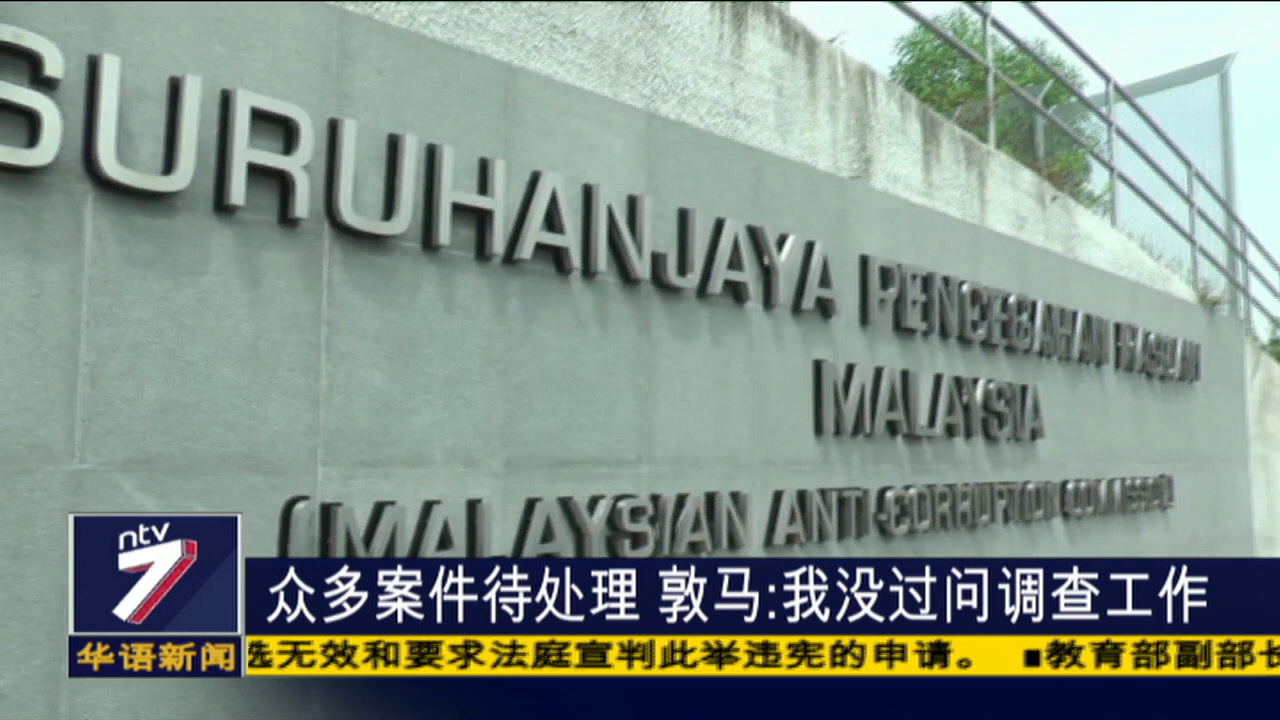 SURUHANJAYA PENCEGAHAN RASUAH
MALAYSIA
(MALAYSIAN ANTI-CORRUPTION COMMISSION
ntv
7
众多案件待处理 敦马:我没过问调查工作
华语新闻
选无效和要求法庭宣判此举违宪的申请。 ■教育部副部长